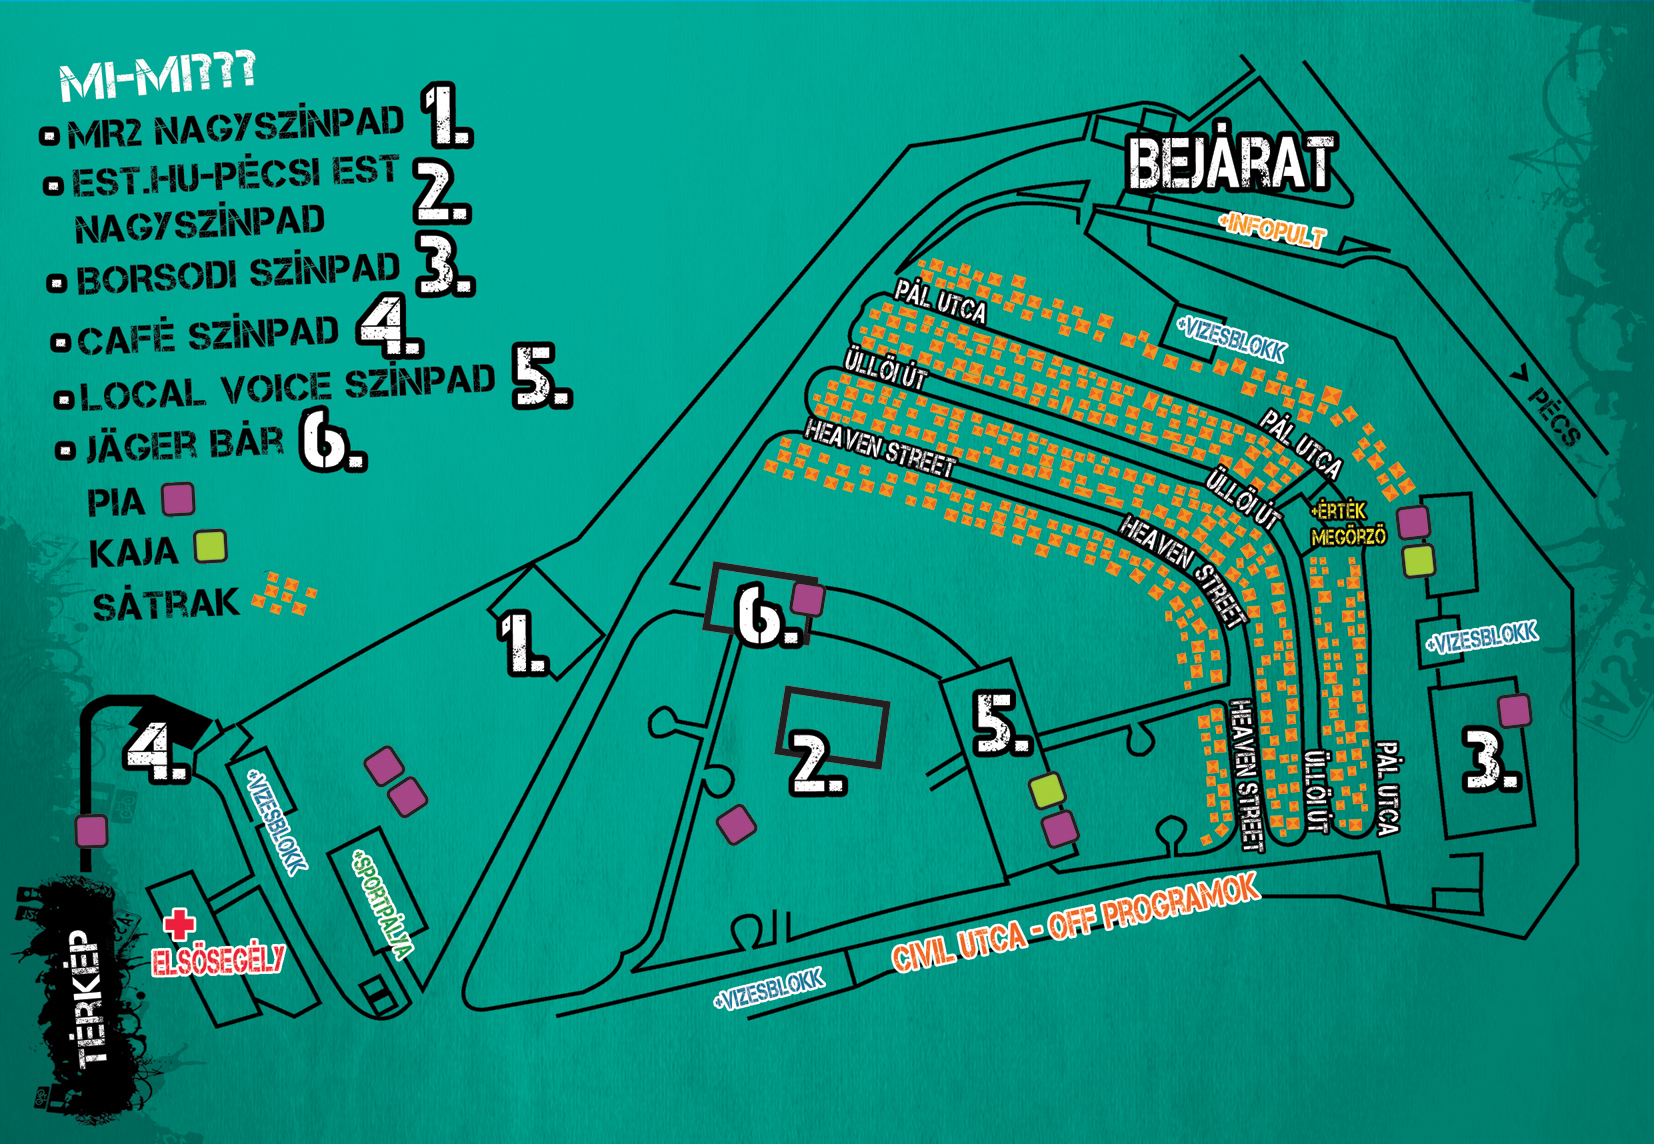 MI-MI???
MR2 NAGYSZÍNPAD 1.
EST.HU-PÉCSI EST
NAGYSZÍNPAD 2.
BORSODI SZÍNPAD 3.
CAFÉ SZÍNPAD 4.
LOCAL VOICE SZÍNPAD 5.
JÄGER BÁR 6.
PIA
KAJA
SÁTRAK
BEJÁRAT
+INFOPULT
PÁL UTCA
+VIZESBLOKK
ÜLLŐI ÚT
> PÉCS
HEAVEN STREET
PÁL UTCA
ÜLLŐI ÚT
+ÉRTÉK
MEGŐRZŐ
HEAVEN STREET
1.
6.
+VIZESBLOKK
5.
2.
4.
3.
HEAVEN STREET
ÜLLŐI ÚT
PÁL UTCA
+VIZESBLOKK
+SPORTPÁLYA
ELSŐSEGÉLY
CIVIL UTCA - OFF PROGRAMOK
+VIZESBLOKK
TÉRKÉP